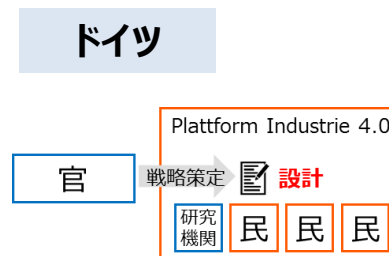 ドイツ
Plattform Industrie 4.0
官
戦略策定
設計
研究
機関
民
民
民